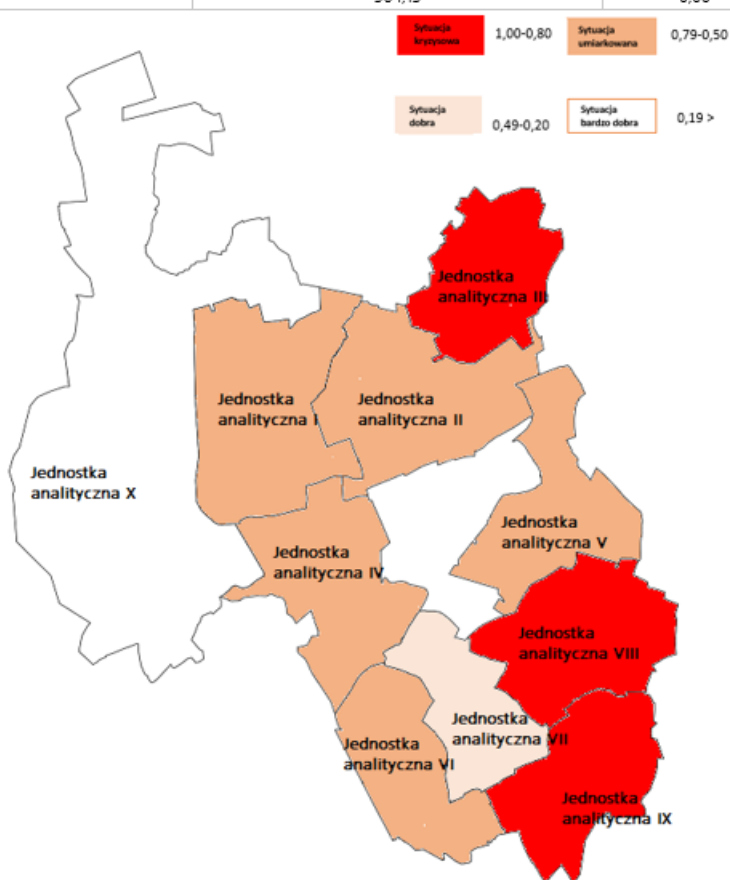 Sytuacja
kryzysowa
1,00-0,80
Sytuacja
umiarkowana
0,79-0,50
Sytuacja
dobra
0,49-0,20
Sytuacja
bardzo dobra
0,19 >
Jednostka
analityczna III
Jednostka
analityczna I
Jednostka
analityczna II
Jednostka
analityczna X
Jednostka
analityczna V
Jednostka
analityczna IV
Jednostka
analityczna VIII
Jednostka
analityczna VII
Jednostka
analityczna VI
Jednostka
analityczna IX